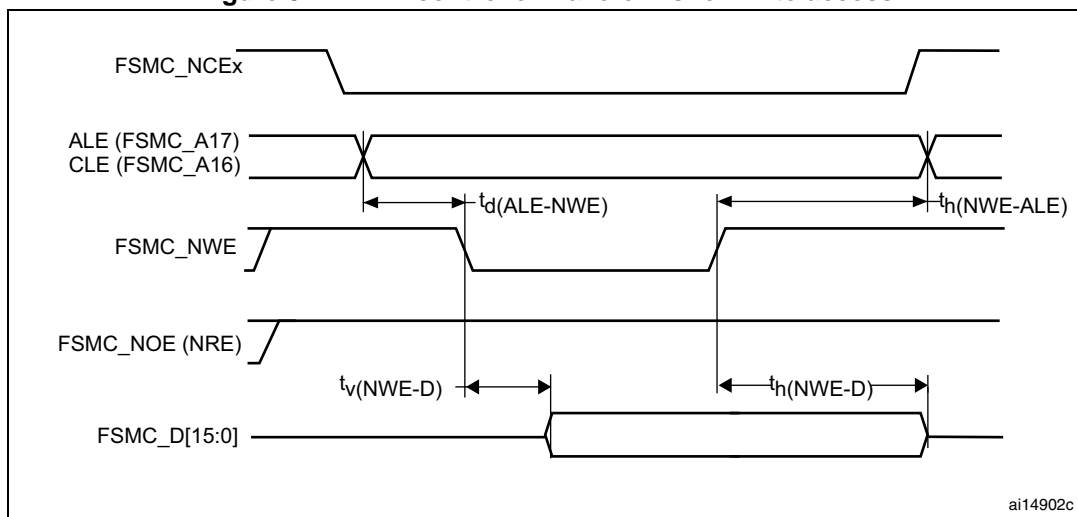 FSMC_NCEx
ALE (FSMC_A17)
CLE (FSMC_A16)
td(ALE-NWE)
th(NWE-ALE)
FSMC_NWE
FSMC_NOE (NRE)
tv(NWE-D)
th(NWE-D)
FSMC_D[15:0]
ai14902c